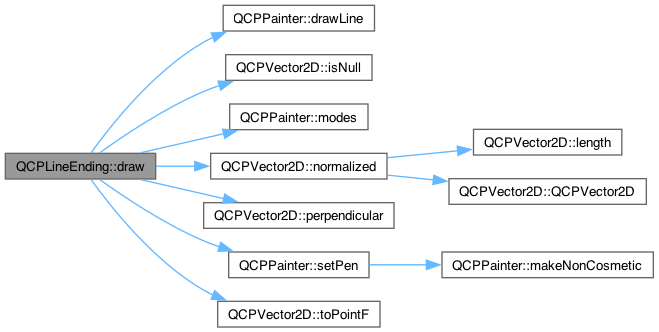 QCPPainter::drawLine
QCPVector2D::isNull
QCPPainter::modes
QCPLineEnding::draw
QCPVector2D::normalized
QCPVector2D::length
QCPVector2D::QCPVector2D
QCPVector2D::perpendicular
QCPPainter::setPen
QCPPainter::makeNonCosmetic
QCPVector2D::toPointF